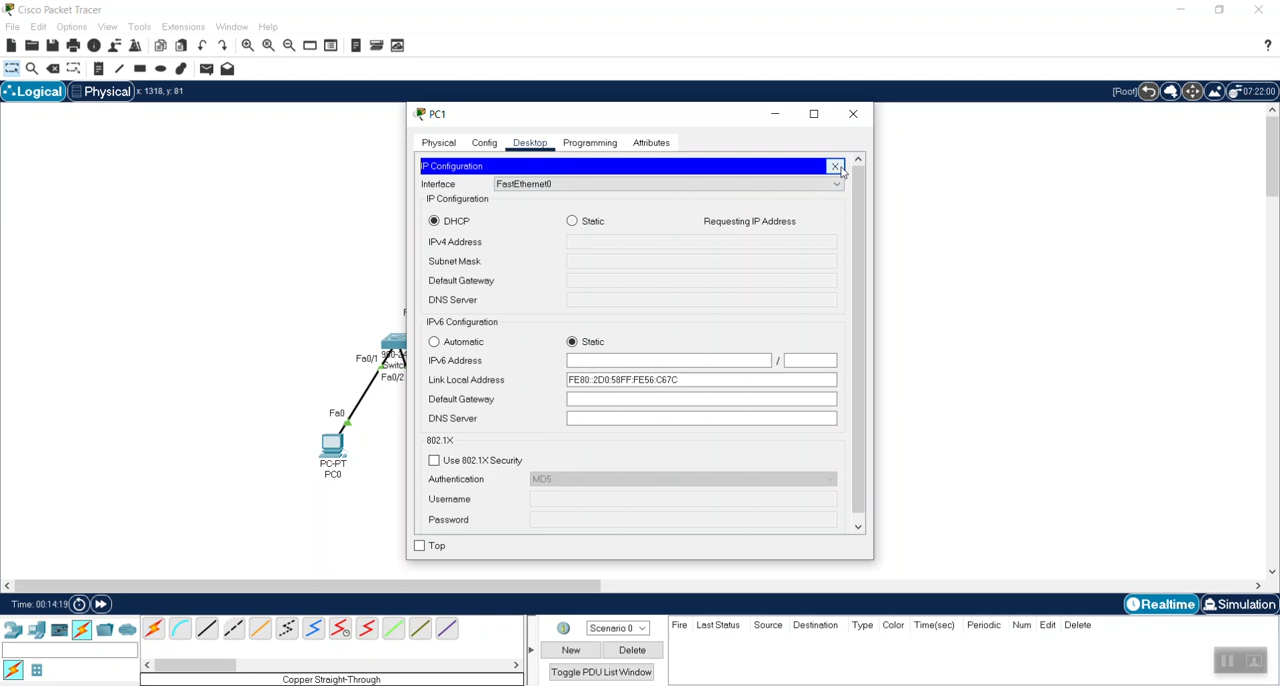 Cisco Packet Tracer
File Edit Options View Tools Extensions Window Help
Logical Physical x: 1318, y: 81 [Root] 07:22:00
PC1
Physical Config Desktop Programming Attributes
IP Configuration X
Interface FastEthernet0
IP Configuration
DHCP Static Requesting IP Address
IPv4 Address
Subnet Mask
Default Gateway
DNS Server
IPv6 Configuration
Automatic Static
IPv6 Address /
Link Local Address FE80::2D0:58FF:FE56:C67C
Default Gateway
DNS Server
802.1X
Use 802.1X Security
Authentication MD5
Username
Password
Top
Fa0/1
Switc
Fa0/2
Fa0
PC-PT
PC0
Time: 00:14:19 Realtime Simulation
Scenario 0
New Delete
Toggle PDU List Window
Fire Last Status Source Destination Type Color Time(sec) Periodic Num Edit Delete
Copper Straight-Through